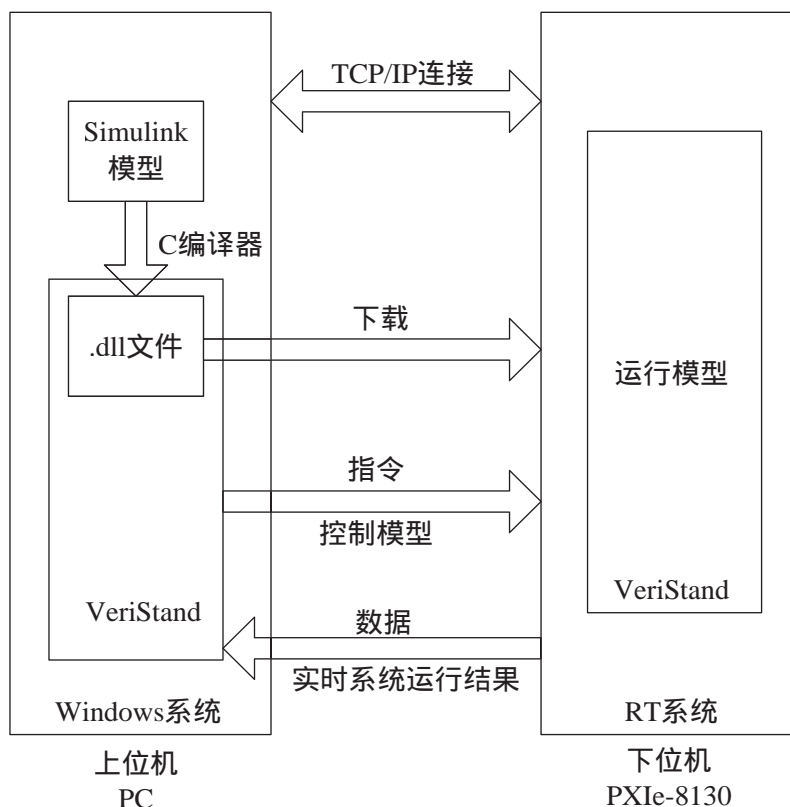 TCP/IP连接
Simulink
模型
C编译器
.dll文件
下载
运行模型
指令
控制模型
VeriStand
VeriStand
数据
实时系统运行结果
Windows系统
RT系统
上位机
PC
下位机
PXIe-8130